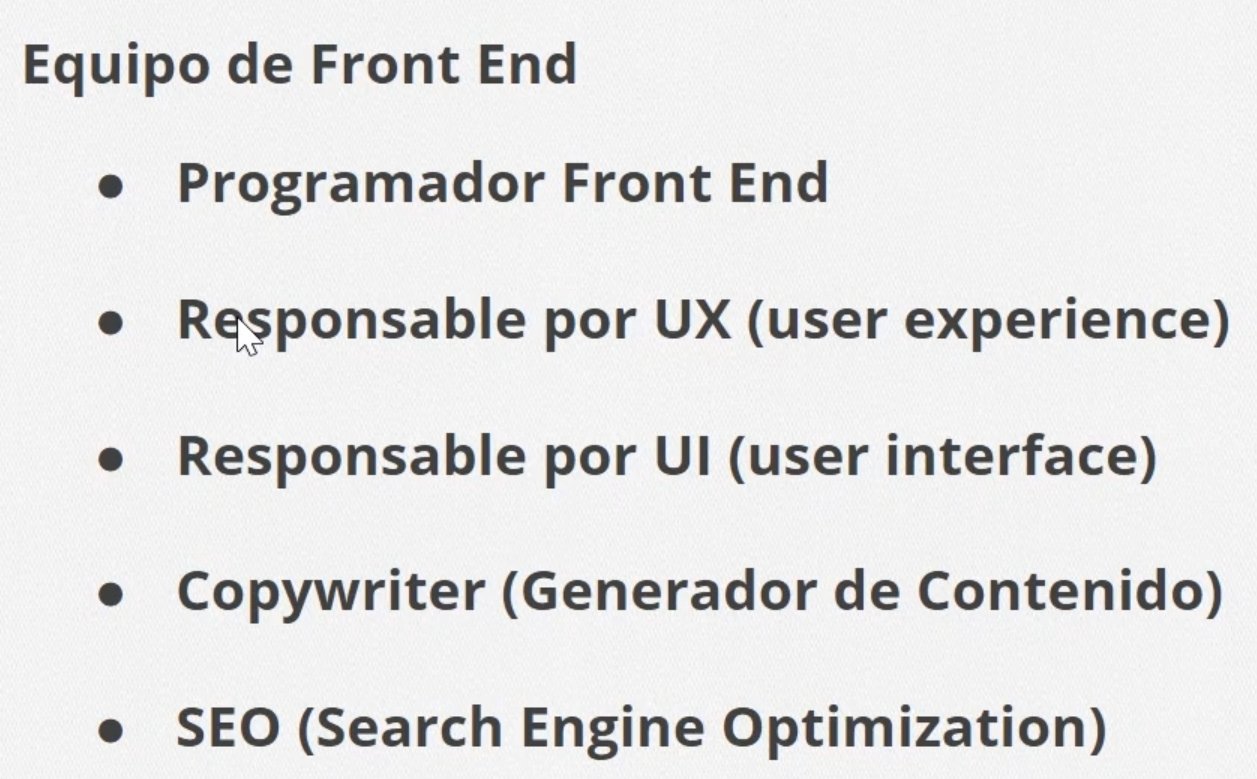 Equipo de Front End
● Programador Front End
● Responsable por UX (user experience)
● Responsable por UI (user interface)
● Copywriter (Generador de Contenido)
● SEO (Search Engine Optimization)